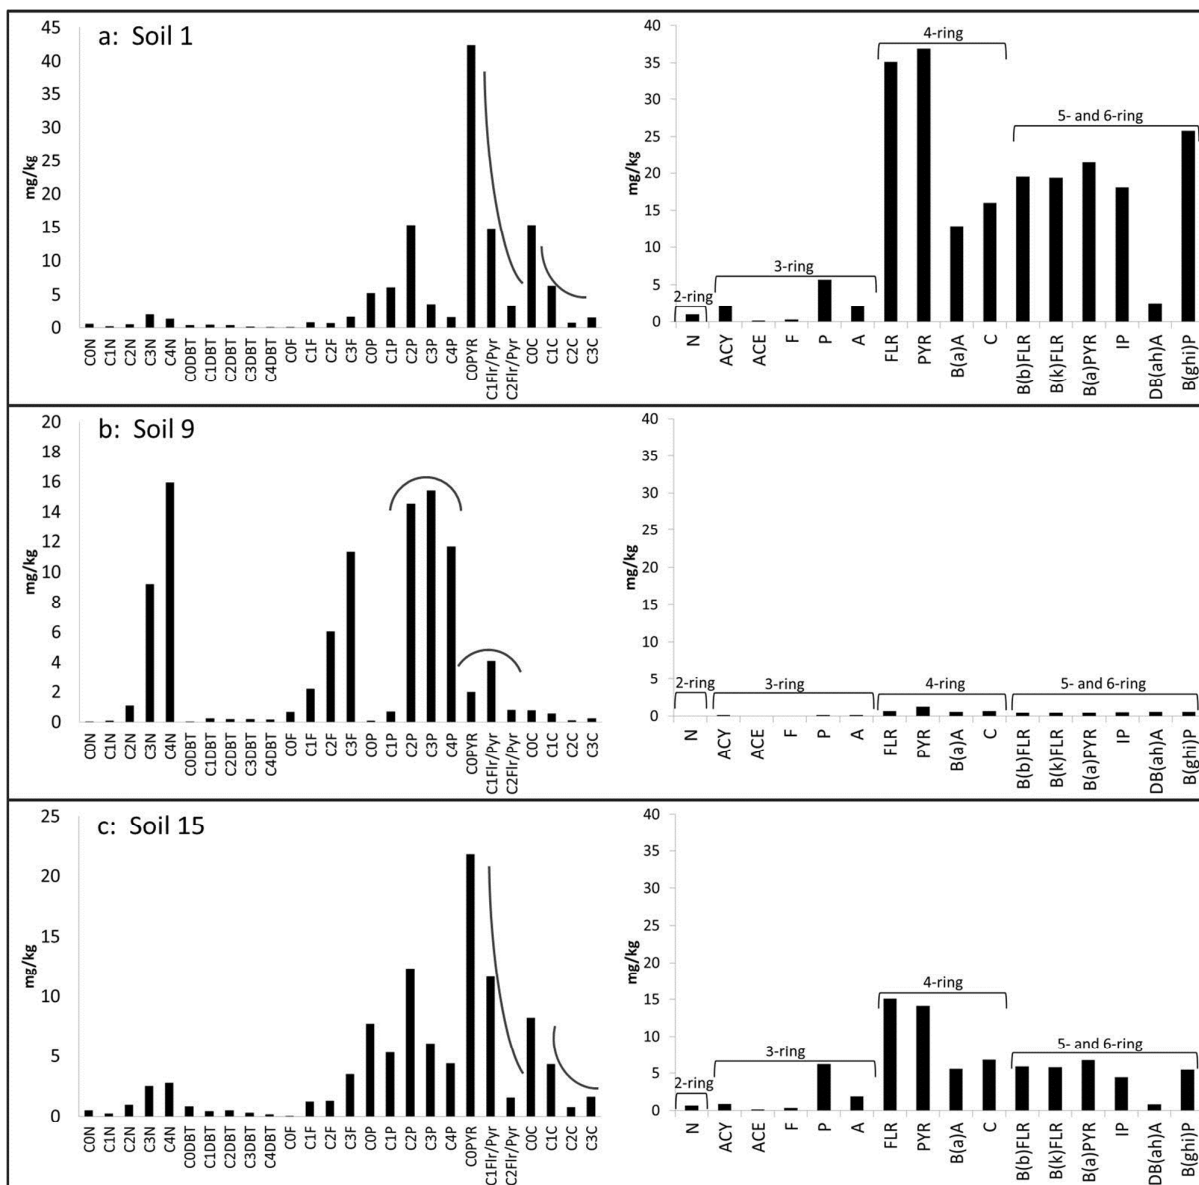 a: Soil 1
mg/kg
45
40
35
30
25
20
15
10
5
0
C0N C1N C2N C3N C4N C0DBT C1DBT C2DBT C3DBT C4DBT C0F C1F C2F C3F C0P C1P C2P C3P C4P C0PYR C1Flr/Pyr C2Flr/Pyr C0C C1C C2C C3C
mg/kg
40
35
30
25
20
15
10
5
0
2-ring
3-ring
4-ring
5- and 6-ring
N ACY ACE F P A FLR PYR B(a)A C B(b)FLR B(k)FLR B(a)PYR IP DB(ah)A B(ghi)P
b: Soil 9
mg/kg
20
18
16
14
12
10
8
6
4
2
0
C0N C1N C2N C3N C4N C0DBT C1DBT C2DBT C3DBT C4DBT C0F C1F C2F C3F C0P C1P C2P C3P C4P C0PYR C1Flr/Pyr C2Flr/Pyr C0C C1C C2C C3C
mg/kg
40
35
30
25
20
15
10
5
0
2-ring
3-ring
4-ring
5- and 6-ring
N ACY ACE F P A FLR PYR B(a)A C B(b)FLR B(k)FLR B(a)PYR IP DB(ah)A B(ghi)P
c: Soil 15
mg/kg
25
20
15
10
5
0
C0N C1N C2N C3N C4N C0DBT C1DBT C2DBT C3DBT C4DBT C0F C1F C2F C3F C0P C1P C2P C3P C4P C0PYR C1Flr/Pyr C2Flr/Pyr C0C C1C C2C C3C
mg/kg
40
35
30
25
20
15
10
5
0
2-ring
3-ring
4-ring
5- and 6-ring
N ACY ACE F P A FLR PYR B(a)A C B(b)FLR B(k)FLR B(a)PYR IP DB(ah)A B(ghi)P